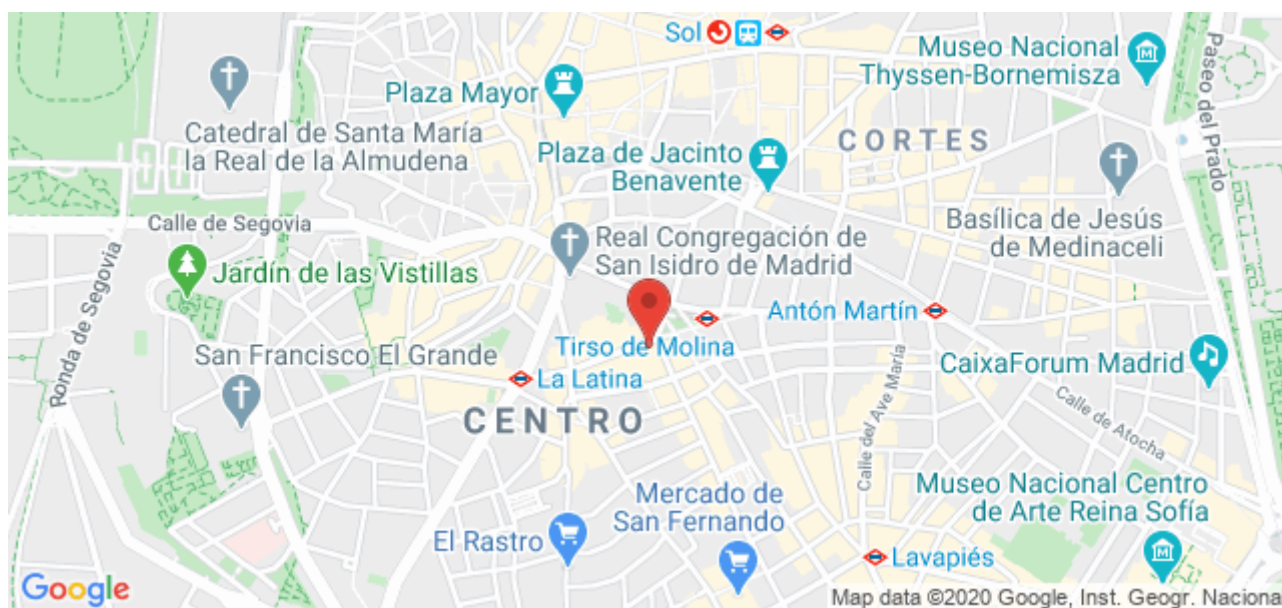 Sol
Museo Nacional
Thyssen-Bornemisza
Paseo del Prado
Plaza Mayor
Catedral de Santa María
la Real de la Almudena
CORTES
Plaza de Jacinto
Benavente
Calle de Segovia
Real Congregación de
San Isidro de Madrid
Basílica de Jesús
de Medinaceli
Jardín de las Vistillas
Ronda de Segovia
Antón Martín
Tirso de Molina
San Francisco El Grande
La Latina
CaixaForum Madrid
Calle del Ave María
Calle de Atocha
CENTRO
Mercado de
San Fernando
Museo Nacional Centro
de Arte Reina Sofía
El Rastro
Lavapiés
Google
Map data ©2020 Google, Inst. Geogr. Naciona